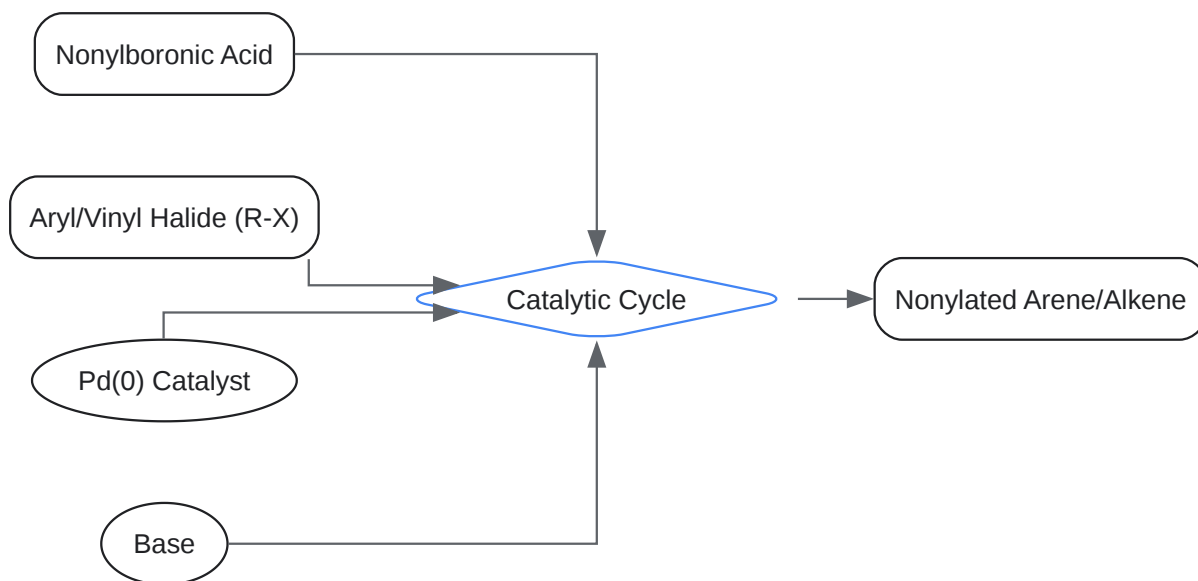 Nonylboronic Acid
Aryl/Vinyl Halide (R-X)
Catalytic Cycle
Nonylated Arene/Alkene
Pd(0) Catalyst
Base